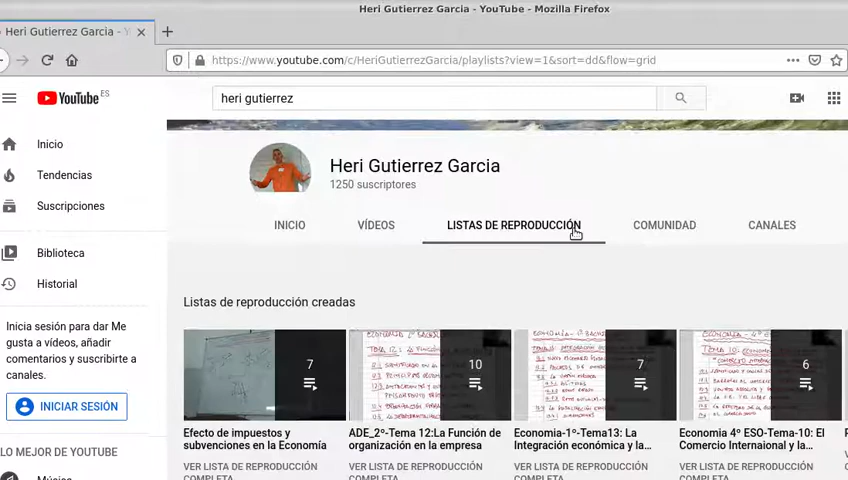 Heri Gutierrez Garcia - YouTube - Mozilla Firefox
Heri Gutierrez Garcia - Y
https://www.youtube.com/c/HeriGutierrezGarcia/playlists?view=1&sort=dd&flow=grid
YouTube ES
heri gutierrez
Inicio
Tendencias
Suscripciones
Biblioteca
Historial
Inicia sesión para dar Me
gusta a vídeos, añadir
comentarios y suscribirte a
canales.
INICIAR SESIÓN
LO MEJOR DE YOUTUBE
Música
Heri Gutierrez Garcia
1250 suscriptores
INICIO VÍDEOS LISTAS DE REPRODUCCIÓN COMUNIDAD CANALES
Listas de reproducción creadas
7
Efecto de impuestos y
subvenciones en la Economía
VER LISTA DE REPRODUCCIÓN
COMPLETA
10
ADE_2º-Tema 12:La Función de
organización en la empresa
VER LISTA DE REPRODUCCIÓN
COMPLETA
7
Economia-1º-Tema13: La
Integración económica y la...
VER LISTA DE REPRODUCCIÓN
COMPLETA
6
Economia 4º ESO-Tema-10: El
Comercio Internaional y la...
VER LISTA DE REPRODUCCIÓN
COMPLETA